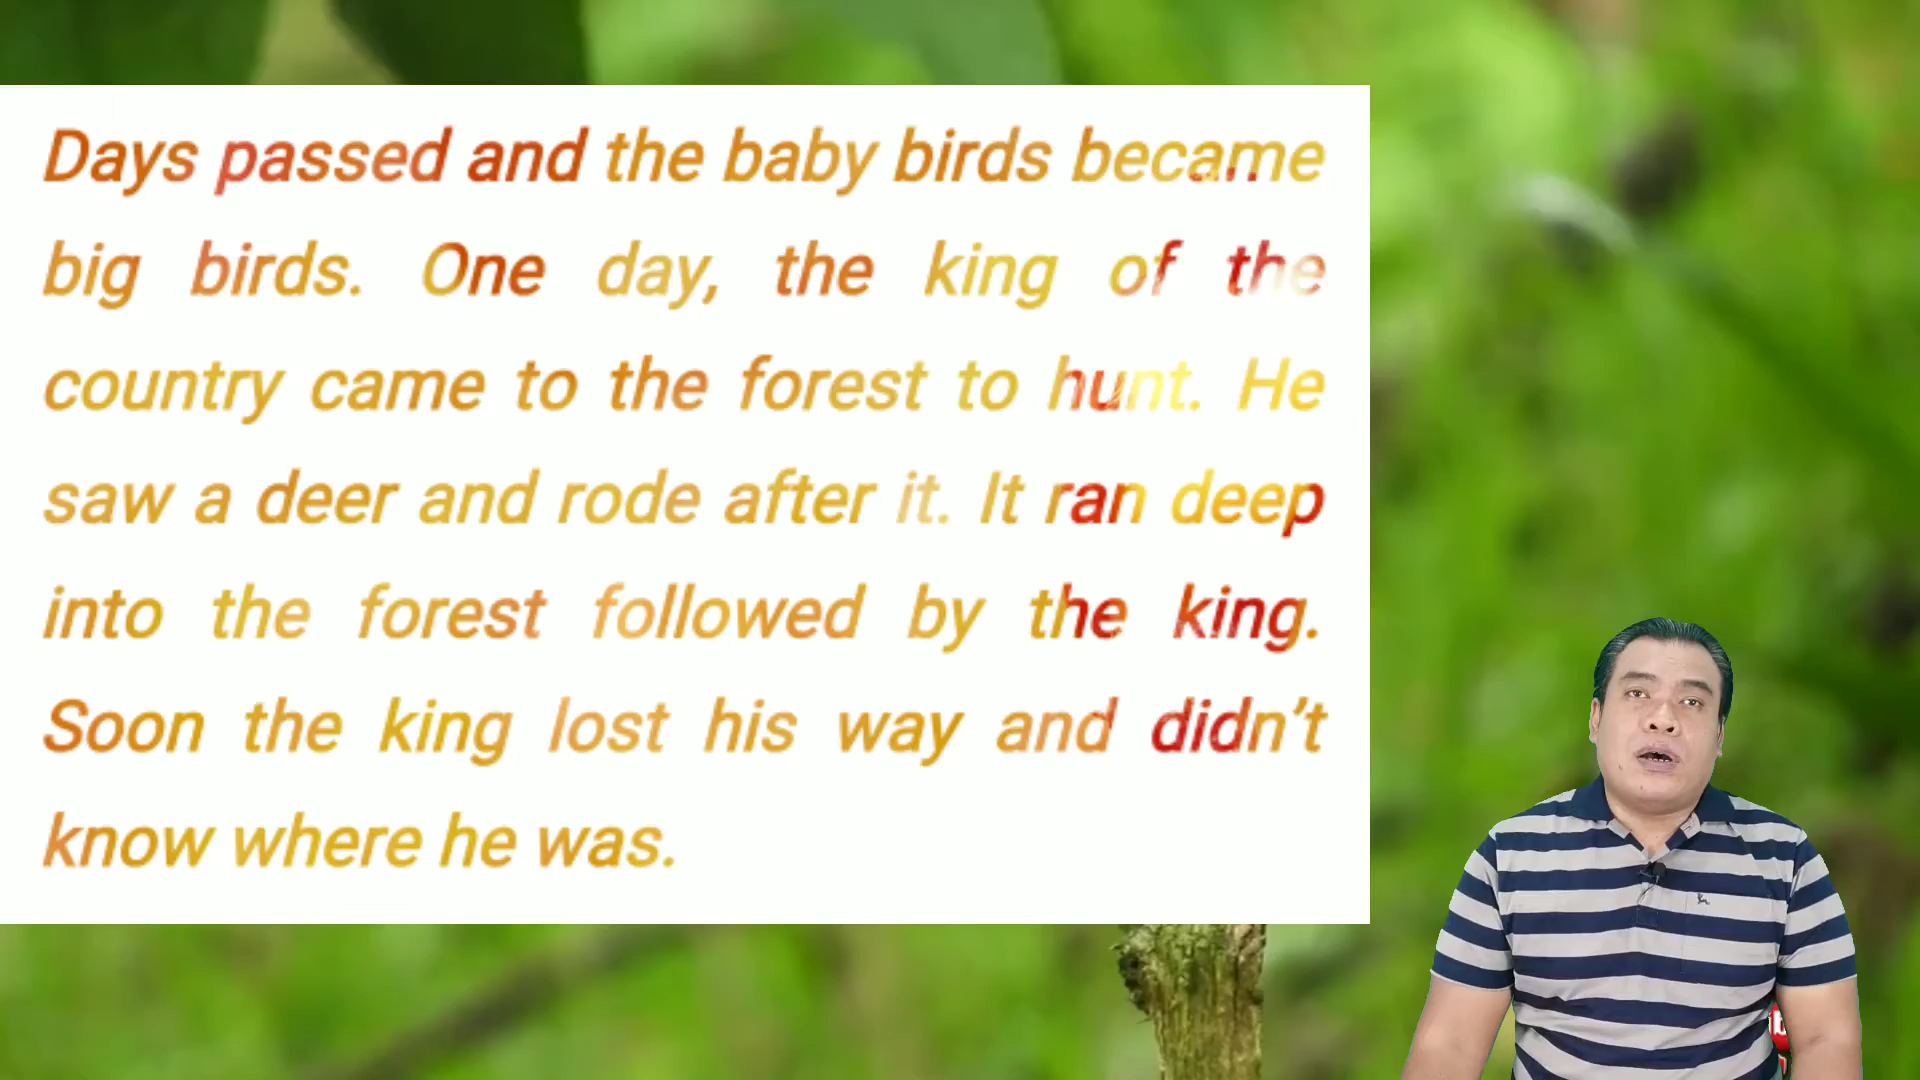 Days passed and the baby birds became
big birds. One day, the king of the
country came to the forest to hunt. He
saw a deer and rode after it. It ran deep
into the forest followed by the king.
Soon the king lost his way and didn't
know where he was.